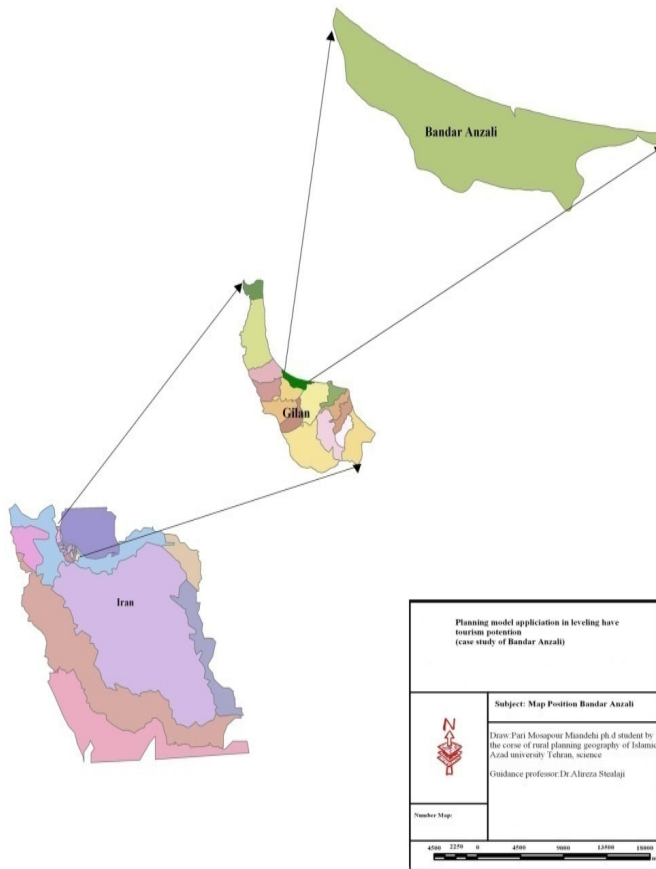 Bandar Anzali
Gilan
Iran
Planning model appliciation in leveling have
tourism potention
(case study of Bandar Anzali)
Subject: Map Position Bandar Anzali
N
Draw:Pari Mosapour Miandehi ph.d student by
the corse of rural planning geography of Islamic
Azad university Tehran, science
Guidance professor:Dr.Alireza Stealaji
Number Map:
4500 2250 0 4500 9000 13500 18000